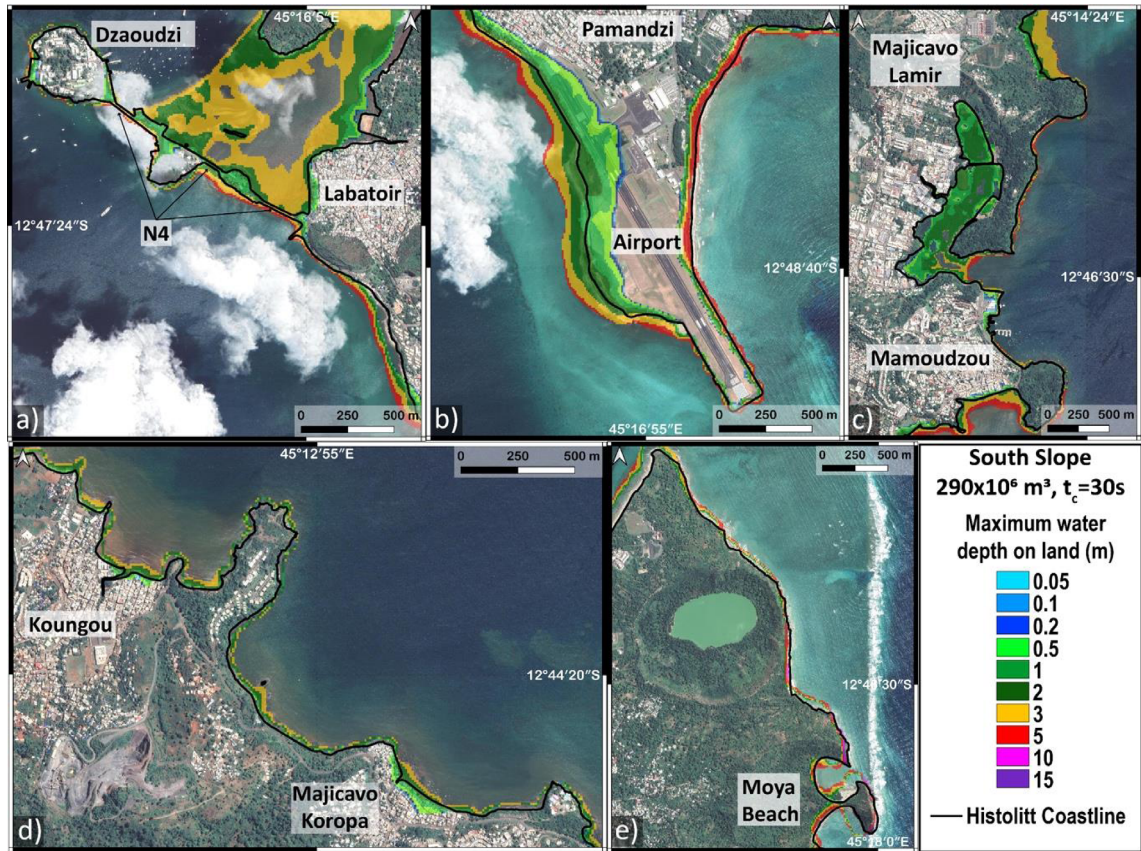 Dzaoudzi
45°16′5″E
Labatoir
N4
12°47′24″S
0 250 500 m
a)
Pamandzi
Airport
12°48′40″S
0 250 500 m
b)
45°16′55″E
45°14′24″E
Majicavo
Lamir
12°46′30″S
Mamoudzou
c)
0 250 500 m
45°12′55″E
0 250 500 m
Koungou
12°44′20″S
Majicavo
Koropa
d)
0 250 500 m
Moya
Beach
e)
45°18′0″E
South Slope
290x10⁶ m³, t_c=30s
Maximum water
depth on land (m)
0.05
0.1
0.2
0.5
1
2
3
5
10
15
Histolitt Coastline